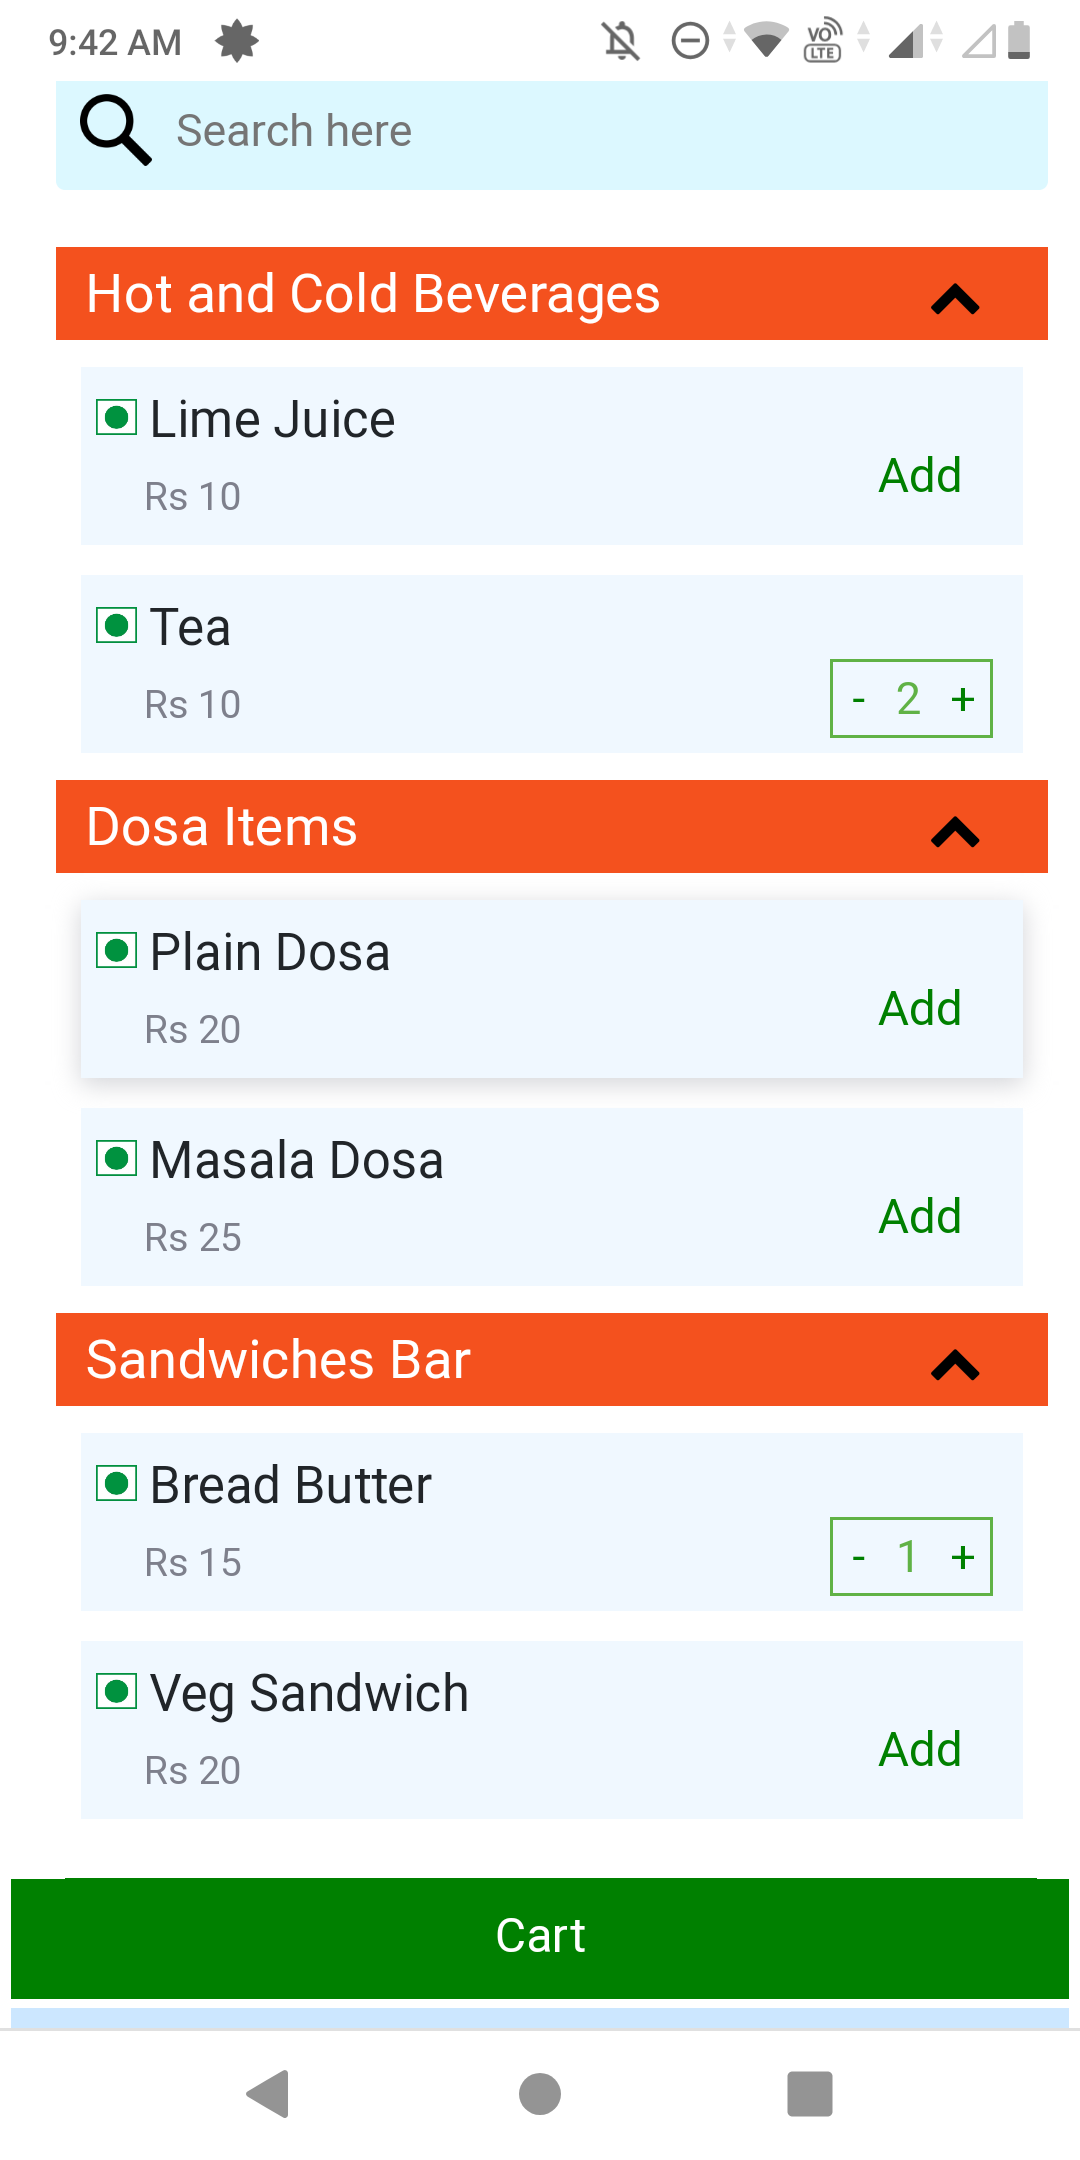 9:42 AM
VO
LTE
Search here
Hot and Cold Beverages
Lime Juice
Rs 10
Add
Tea
Rs 10
- 2 +
Dosa Items
Plain Dosa
Rs 20
Add
Masala Dosa
Rs 25
Add
Sandwiches Bar
Bread Butter
Rs 15
- 1 +
Veg Sandwich
Rs 20
Add
Cart